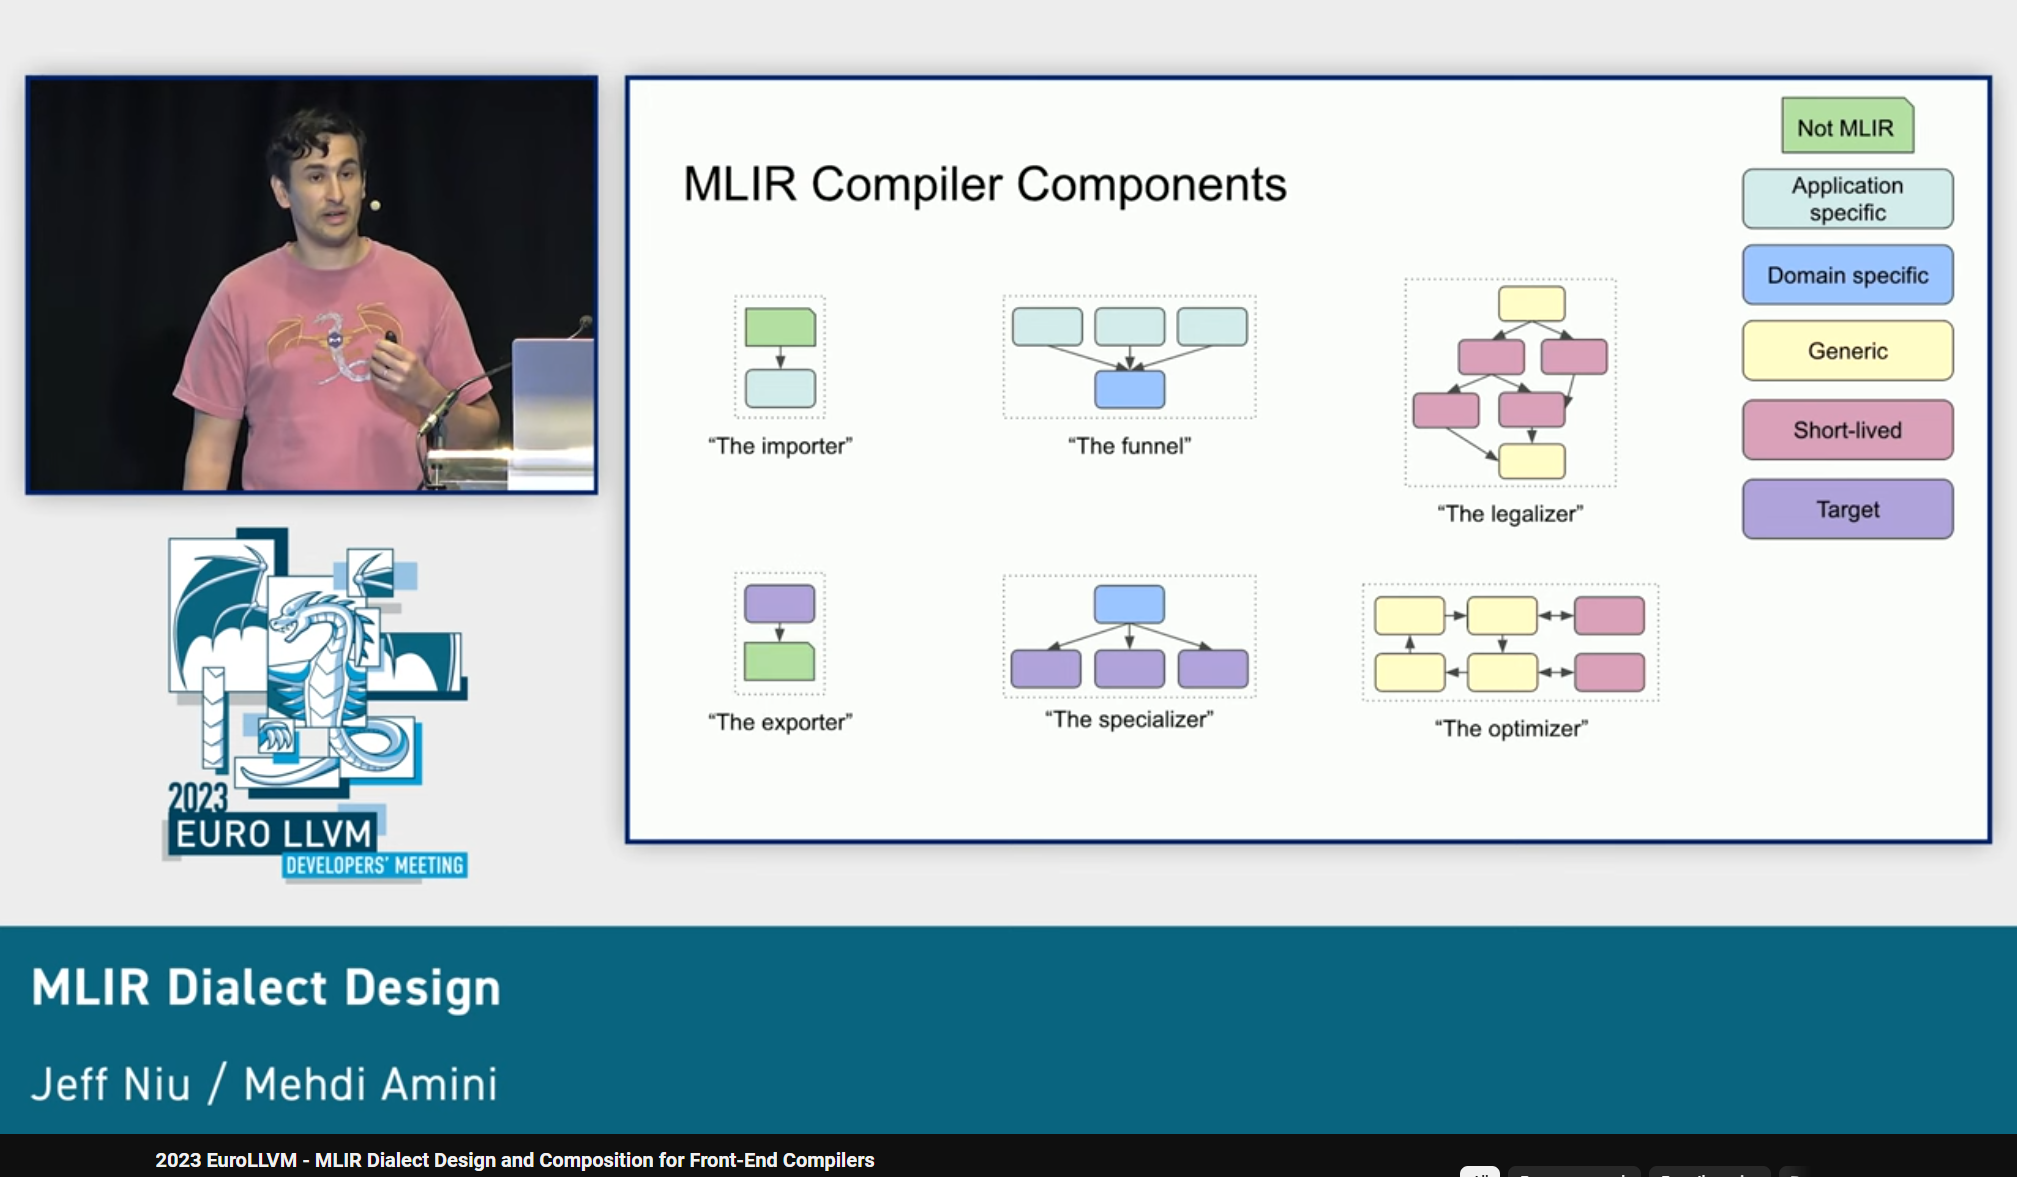 MLIR Compiler Components
Not MLIR
Application
specific
Domain specific
Generic
Short-lived
Target
“The importer”
“The funnel”
“The legalizer”
“The exporter”
“The specializer”
“The optimizer”
2023
EURO LLVM
DEVELOPERS’ MEETING
MLIR Dialect Design
Jeff Niu / Mehdi Amini
2023 EuroLLVM - MLIR Dialect Design and Composition for Front-End Compilers